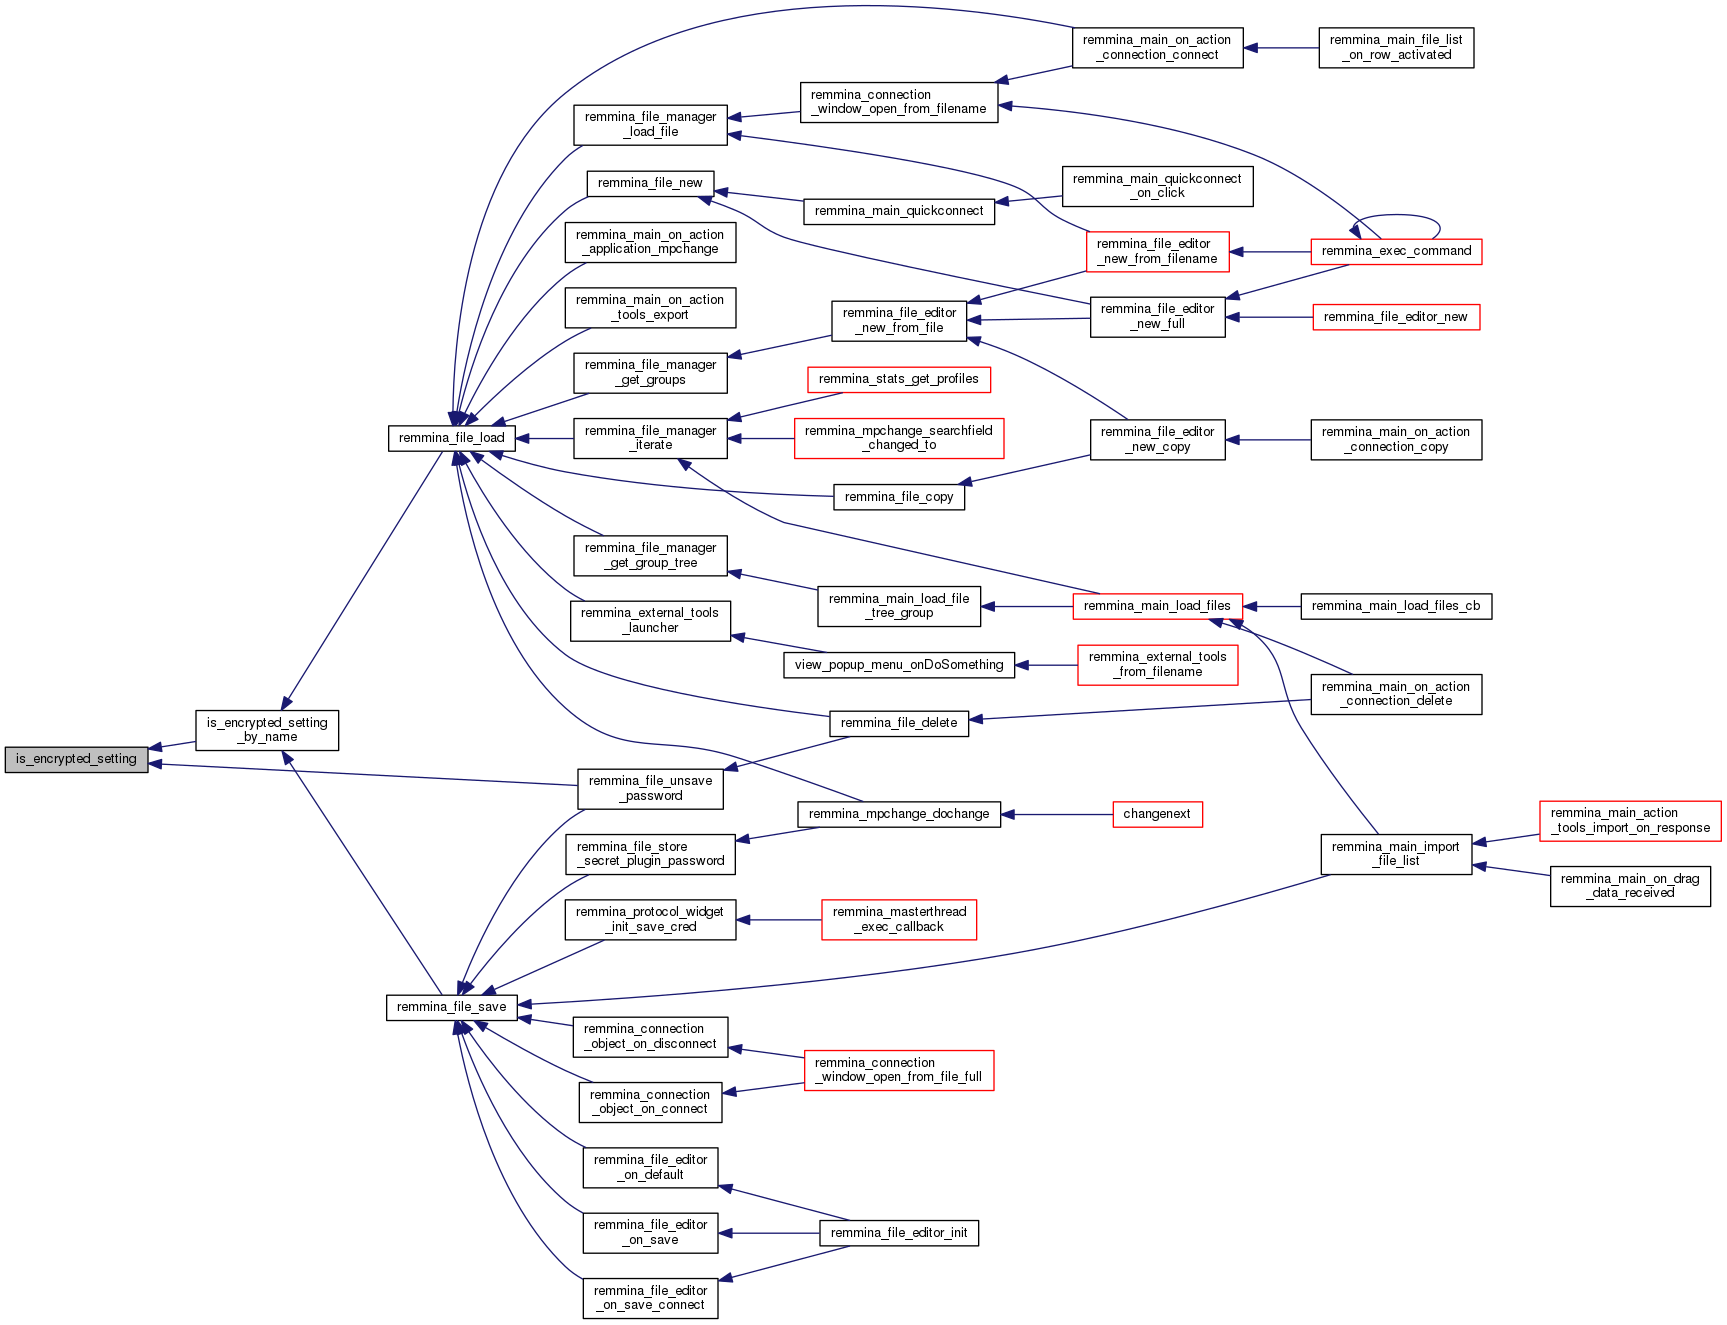 is_encrypted_setting
is_encrypted_setting
_by_name
remmina_file_load
remmina_file_save
remmina_file_manager
_load_file
remmina_file_new
remmina_main_on_action
_application_mpchange
remmina_main_on_action
_tools_export
remmina_file_manager
_get_groups
remmina_file_manager
_iterate
remmina_file_manager
_get_group_tree
remmina_external_tools
_launcher
remmina_file_unsave
_password
remmina_file_store
_secret_plugin_password
remmina_protocol_widget
_init_save_cred
remmina_connection
_object_on_disconnect
remmina_connection
_object_on_connect
remmina_file_editor
_on_default
remmina_file_editor
_on_save
remmina_file_editor
_on_save_connect
remmina_connection
_window_open_from_filename
remmina_main_quickconnect
remmina_file_editor
_new_from_file
remmina_stats_get_profiles
remmina_mpchange_searchfield
_changed_to
remmina_file_copy
remmina_main_load_file
_tree_group
view_popup_menu_onDoSomething
remmina_file_delete
remmina_mpchange_dochange
remmina_masterthread
_exec_callback
remmina_connection
_window_open_from_file_full
remmina_file_editor_init
remmina_main_on_action
_connection_connect
remmina_main_quickconnect
_on_click
remmina_file_editor
_new_from_filename
remmina_file_editor
_new_full
remmina_file_editor
_new_copy
remmina_main_load_files
remmina_external_tools
_from_filename
changenext
remmina_main_file_list
_on_row_activated
remmina_exec_command
remmina_file_editor_new
remmina_main_on_action
_connection_copy
remmina_main_load_files_cb
remmina_main_on_action
_connection_delete
remmina_main_import
_file_list
remmina_main_action
_tools_import_on_response
remmina_main_on_drag
_data_received